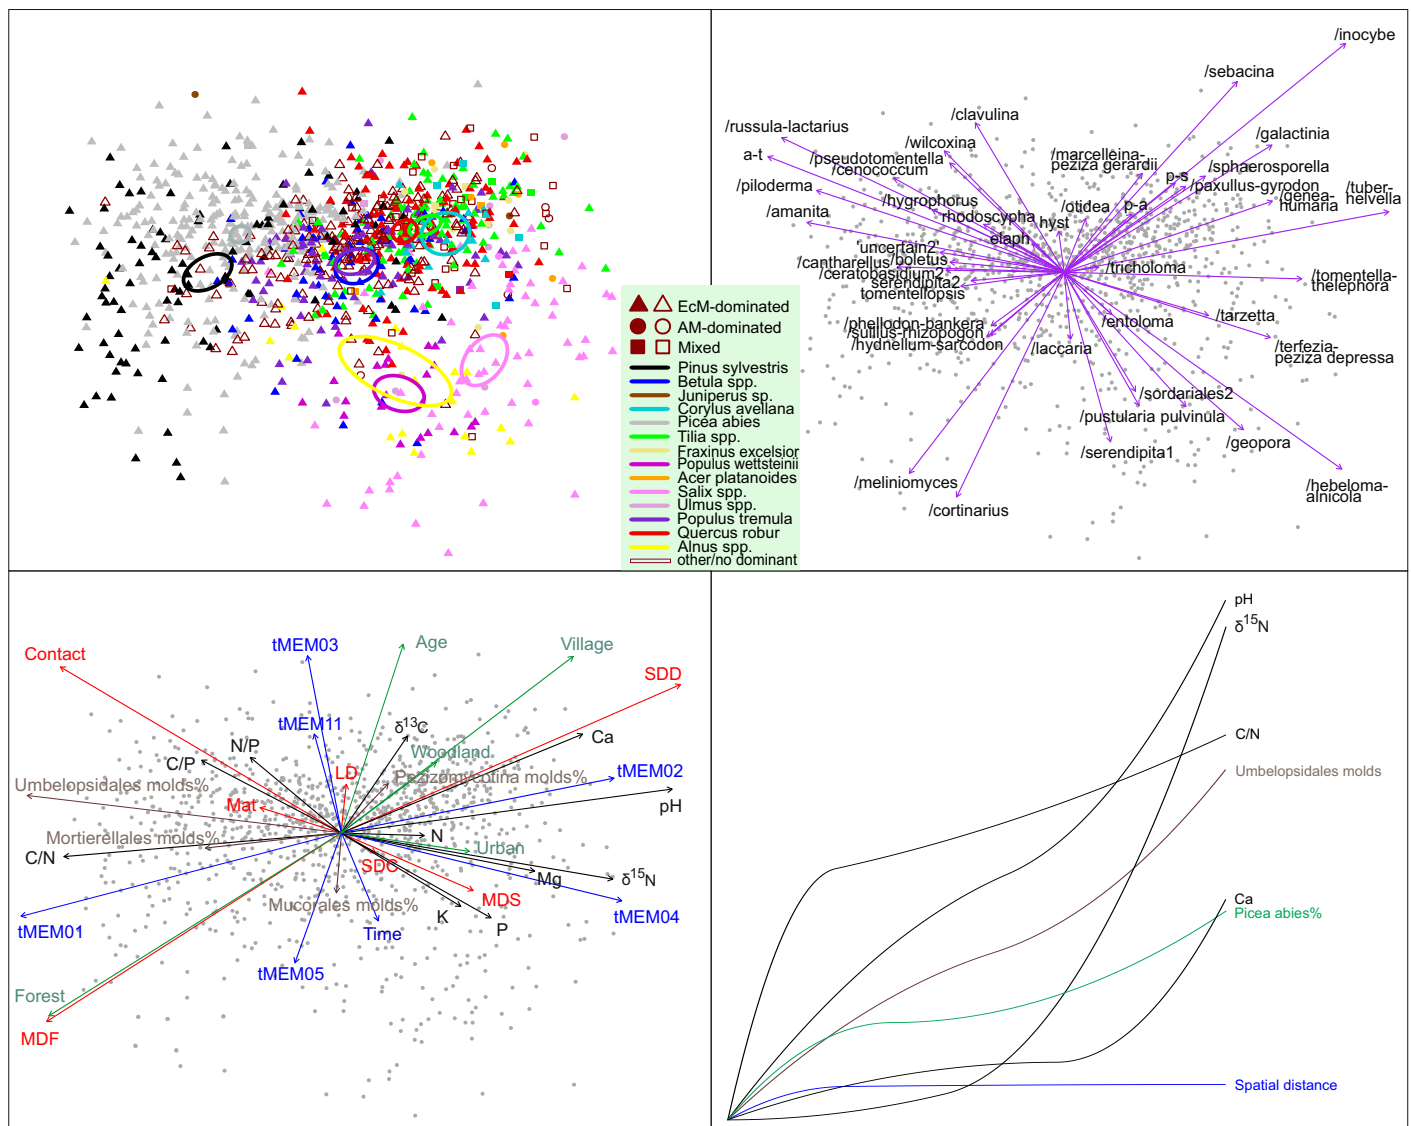 EcM-dominated
AM-dominated
Mixed
Pinus sylvestris
Betula spp.
Juniperus sp.
Corylus avellana
Picea abies
Tilia spp.
Fraxinus excelsior
Populus wettsteinii
Acer platanoides
Salix spp.
Ulmus spp.
Populus tremula
Quercus robur
Alnus spp.
other/no dominant
/inocybe
/sebacina
/clavulina
/russula-lactarius
/galactinia
/wilcoxina
a-t
/pseudotomentella
/marcelleina-
peziza gerardii
/sphaerosporella
/cenococcum
p-s
/piloderma
/paxullus-gyrodon
/tuber-
helvella
/genea-
humaria
/hygrophorus
p-a
/amanita
rhodoscypha
/otidea
hyst
elaph
'uncertain2'
/boletus
/cantharellus
/tricholoma
/ceratobasidium2
/tomentella-
thelephora
serendipita2
tomentellopsis
/phellodon-bankera
/entoloma
/tarzetta
/suillus-rhizopogon
/hydnellum-sarcodon
/laccaria
/terfezia-
peziza depressa
/sordariales2
/pustularia pulvinula
/geopora
/serendipita1
/meliniomyces
/hebeloma-
alnicola
/cortinarius
Contact
tMEM03
Age
Village
SDD
tMEM11
δ13C
Ca
N/P
Woodland
C/P
LD
Pezizomycotina molds%
tMEM02
Umbelopsidales molds%
Mat
pH
Mortierellales molds%
N
C/N
Urban
SDC
Mg
δ15N
Mucorales molds%
MDS
K
P
tMEM04
tMEM01
Time
tMEM05
Forest
MDF
pH
δ15N
C/N
Umbelopsidales molds
Ca
Picea abies%
Spatial distance